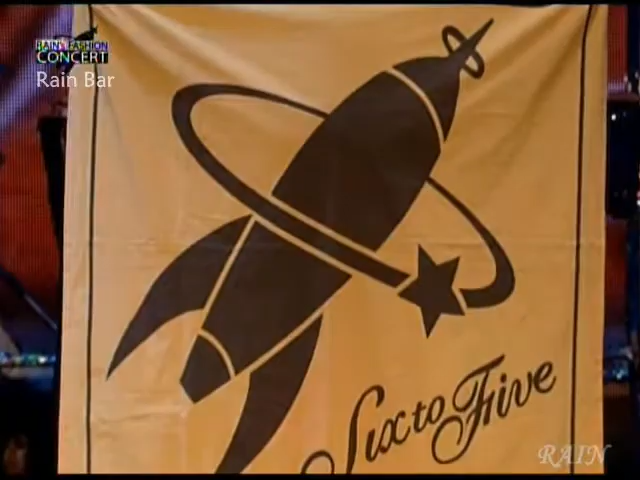 RAIN'S FASHION
CONCERT
Rain Bar
Six to Five
RAIN